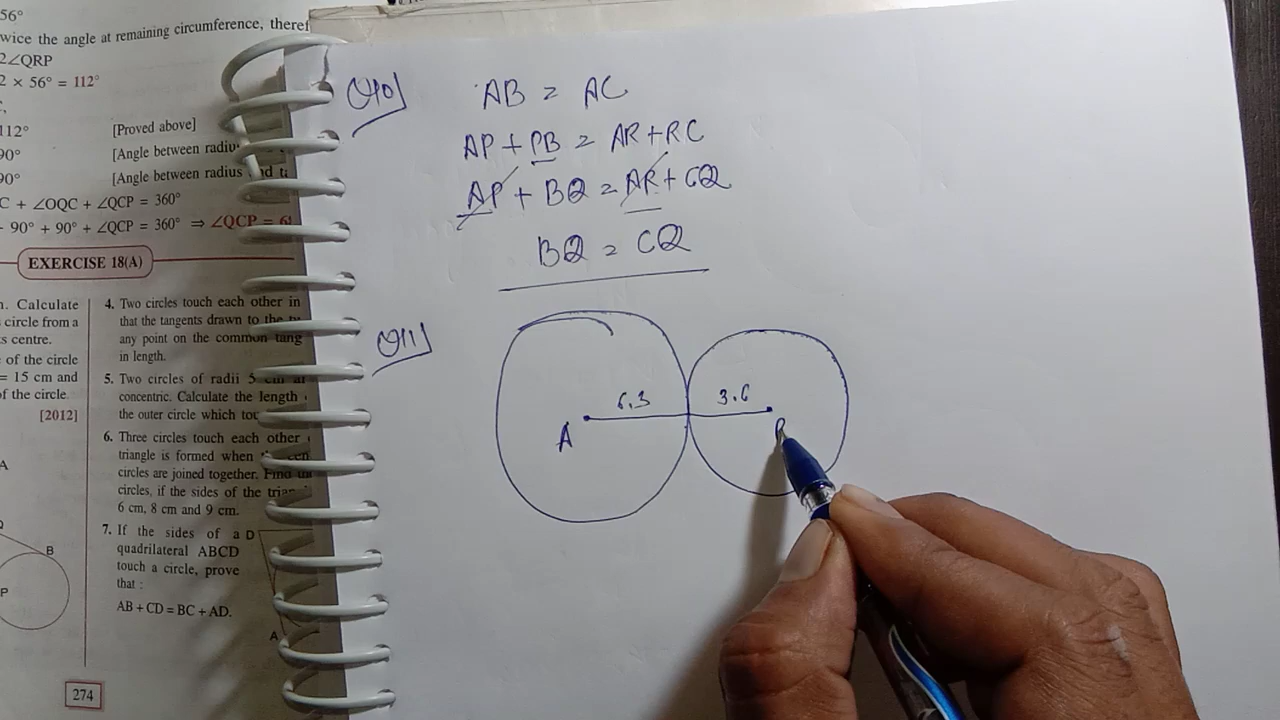 56°
wice the angle at remaining circumference, theref
2∠QRP
2 × 56° = 112°
112° [Proved above]
90° [Angle between radiu
90° [Angle between radius
C + ∠OQC + ∠QCP = 360°
- 90° + 90° + ∠QCP = 360° ⇒ ∠QCP = 6
EXERCISE 18(A)
n. Calculate
circle from a
s centre.
of the circle
= 15 cm and
of the circle.
[2012]
A
B
P
4. Two circles touch each other
that the tangents drawn to the
any point on the common tang
in length.
5. Two circles of radii 5 cm
concentric. Calculate the length
the outer circle which
6. Three circles touch each other
triangle is formed when
circles are joined together. Find
circles, if the sides of the
6 cm, 8 cm and 9 cm.
7. If the sides of a
quadrilateral ABCD
touch a circle, prove
that :
AB + CD = BC + AD.
D
A
274
Q10]
AB = AC
AP + PB = AR + RC
AP + BQ = AR + CQ
BQ = CQ
Q11]
6.3 3.6
A